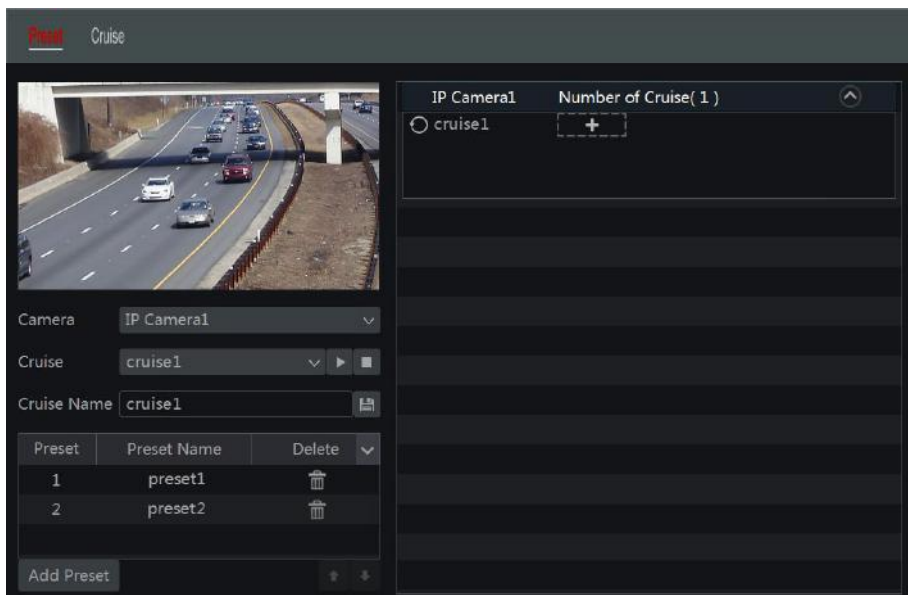 Preset Cruise
IP Camera1 Number of Cruise( 1 )
cruise1
Camera IP Camera1
Cruise cruise1
Cruise Name cruise1
Preset Preset Name Delete
1 preset1
2 preset2
Add Preset